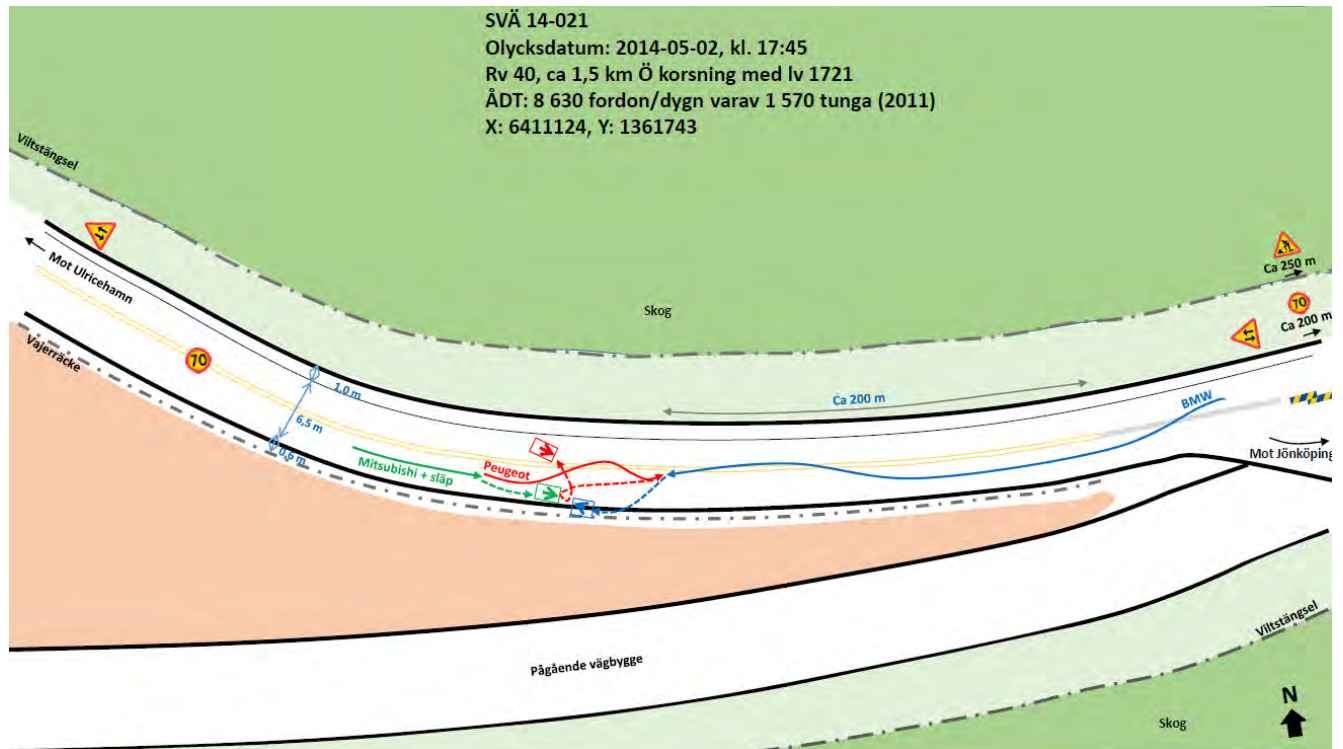 SVÄ 14-021
Olycksdatum: 2014-05-02, kl. 17:45
Rv 40, ca 1,5 km Ö korsning med lv 1721
ÅDT: 8 630 fordon/dygn varav 1 570 tunga (2011)
X: 6411124, Y: 1361743
Viltstängsel
Mot Ulricehamn
Ca 250 m
Skog
70
Ca 200 m
Vajerräcke
70
1,0 m
6,5 m
0,6 m
Ca 200 m
BMW
Mot Jönköping
Mitsubishi + släp
Peugeot
Viltstängsel
Pågående vägbygge
N
Skog